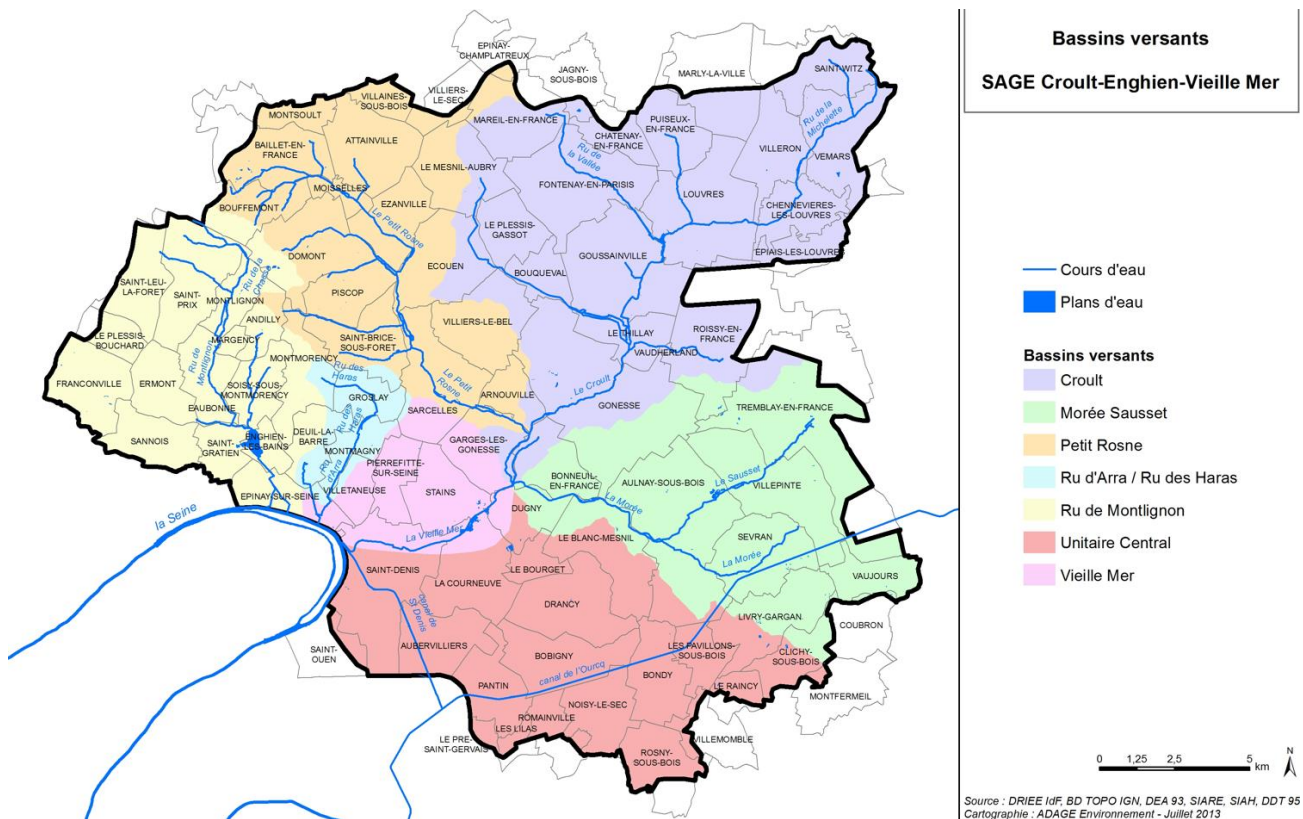 Bassins versants
SAGE Croult-Enghien-Vieille Mer
EPINAY-
CHAMPLATREUX
JAGNY-
SOUS-BOIS
MARLY-LA-VILLE
SAINT-WITZ
VILLIERS-
LE-SEC
VILLAINES-
SOUS-BOIS
MONTSOULT
ATTAINVILLE
MAREIL-EN-FRANCE
CHATENAY-
EN-FRANCE
PUISEUX-
EN-FRANCE
Ru de la
Michelette
VILLERON
VEMARS
BAILLET-EN-
FRANCE
LE MESNIL-AUBRY
Ru de
la Vallée
FONTENAY-EN-PARISIS
LOUVRES
MOISSELLES
BOUFFEMONT
EZANVILLE
Le Petit Rosne
LE PLESSIS-
GASSOT
CHENNEVIERES-
LES-LOUVRES
EPIAIS-LES-LOUVRES
DOMONT
ECOUEN
BOUQUEVAL
GOUSSAINVILLE
Ru de la
Chasse
SAINT-LEU-
LA-FORET
SAINT-
PRIX
MONTLIGNON
PISCOP
ANDILLY
VILLIERS-LE-BEL
LE THILLAY
ROISSY-EN-
FRANCE
VAUDHERLAND
LE PLESSIS-
BOUCHARD
MARGENCY
SAINT-BRICE-
SOUS-FORET
MONTMORENCY
Ru de
Montlignon
FRANCONVILLE
ERMONT
SOISY-SOUS-
MONTMORENCY
Ru des
Haras
GROSLAY
Le Petit
Rosne
ARNOUVILLE
Le Croult
GONESSE
EAUBONNE
SARCELLES
TREMBLAY-EN-FRANCE
SANNOIS
SAINT-
GRATIEN
ENGHIEN-
LES-BAINS
DEUIL-LA-
BARRE
Ru des
Haras
MONTMAGNY
Ru
d'Arra
GARGES-LES-
GONESSE
PIERREFITTE-
SUR-SEINE
BONNEUIL-
EN-FRANCE
AULNAY-SOUS-BOIS
Le Sausset
VILLEPINTE
EPINAY-SUR-SEINE
VILLETANEUSE
STAINS
La Morée
DUGNY
la Seine
La Vieille Mer
LE BLANC-MESNIL
SEVRAN
La Morée
VAUJOURS
SAINT-DENIS
LA COURNEUVE
LE BOURGET
canal de
St Denis
DRANCY
LIVRY-GARGAN
COUBRON
SAINT-
OUEN
AUBERVILLIERS
BOBIGNY
LES PAVILLONS-
SOUS-BOIS
CLICHY-
SOUS-BOIS
canal de l'Ourcq
PANTIN
BONDY
LE RAINCY
MONTFERMEIL
NOISY-LE-SEC
ROMAINVILLE
LES LILAS
LE PRE-
SAINT-GERVAIS
VILLEMOMBLE
ROSNY-
SOUS-BOIS
Cours d'eau
Plans d'eau
Bassins versants
Croult
Morée Sausset
Petit Rosne
Ru d'Arra / Ru des Haras
Ru de Montlignon
Unitaire Central
Vieille Mer
0 1,25 2,5 5
km
N
Source : DRIEE IdF, BD TOPO IGN, DEA 93, SIARE, SIAH, DDT 95
Cartographie : ADAGE Environnement - Juillet 2013